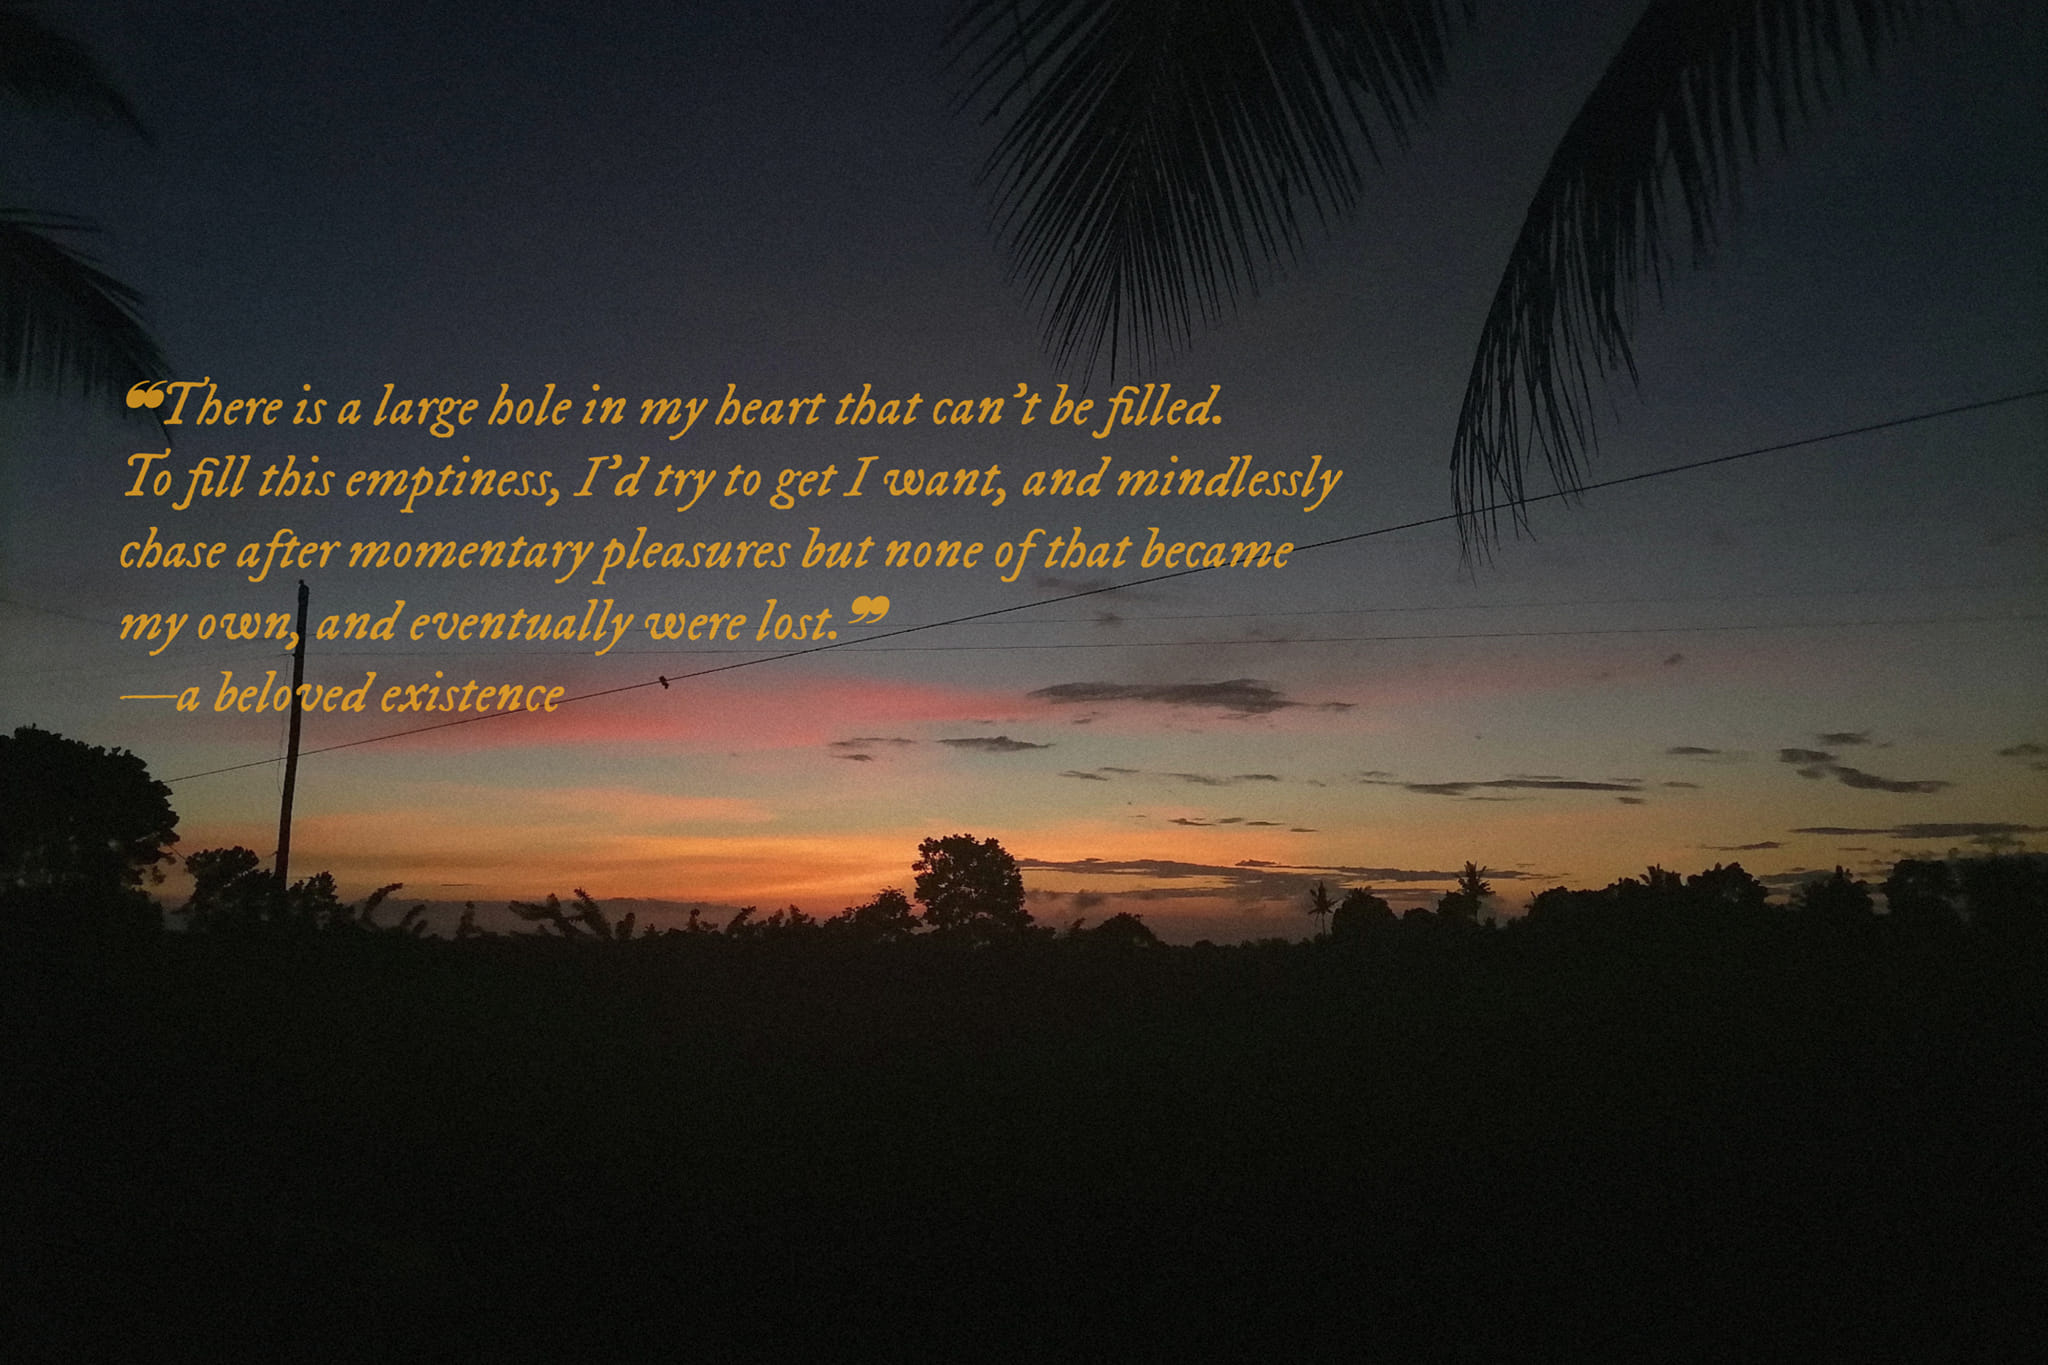 ❝There is a large hole in my heart that can't be filled.
To fill this emptiness, I'd try to get I want, and mindlessly
chase after momentary pleasures but none of that became
my own, and eventually were lost.❞
—a beloved existence